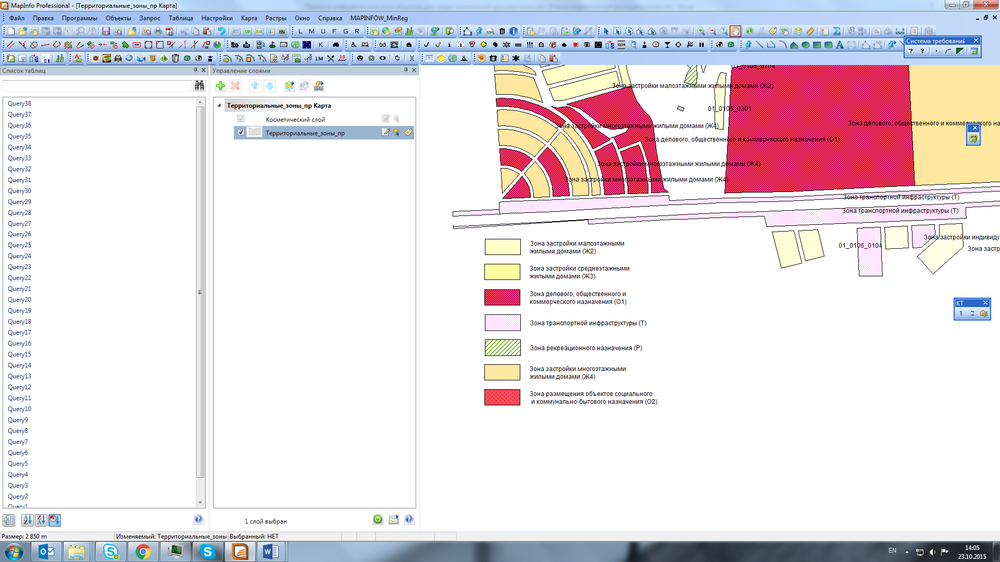 MapInfo Professional - [Территориальные_зоны_пр Карта]
Файл Правка Программы Объекты Запрос Таблица Настройки Карта Растры Окно Справка MAPINFOW_MinReg
L M U F G R
Система требований
Список таблиц
Управление слоями
Query38
Query37
Query36
Query35
Query34
Query33
Query32
Query31
Query30
Query29
Query28
Query27
Query26
Query25
Query24
Query23
Query22
Query21
Query20
Query19
Query18
Query17
Query16
Query15
Query14
Query13
Query12
Query11
Query10
Query9
Query8
Query7
Query6
Query5
Query4
Query3
Query2
Query1
Территориальные_зоны_пр Карта
Косметический слой
Территориальные_зоны_пр
1 слой выбран
Зона застройки малоэтажными жилыми домами (Ж2)
01_0106_0301
Зона застройки многоэтажными жилыми домами (Ж4)
Зона делового, общественного и коммерческого на
Зона делового, общественного и коммерческого назначения (О1)
Зона застройки многоэтажными жилыми домами (Ж4)
Зона застройки многоэтажными жилыми домами (Ж4)
Зона транспортной инфраструктуры (Т)
Зона транспортной инфраструктуры (Т)
Зона застройки индивиду
01_0106_0104
Зона застр
Зона застройки малоэтажными
жилыми домами (Ж2)
Зона застройки среднеэтажными
жилыми домами (Ж3)
Зона делового, общественного и
коммерческого назначения (О1)
Зона транспортной инфраструктуры (Т)
Зона рекреационного назначения (Р)
Зона застройки многоэтажными
жилыми домами (Ж4)
Зона размещения объектов социального
и коммунально-бытового назначения (О2)
КТ
1 2
Размер: 2 850 m
Изменяемый: Территориальные_зоны
Выбранный: НЕТ
EN
14:05
23.10.2015